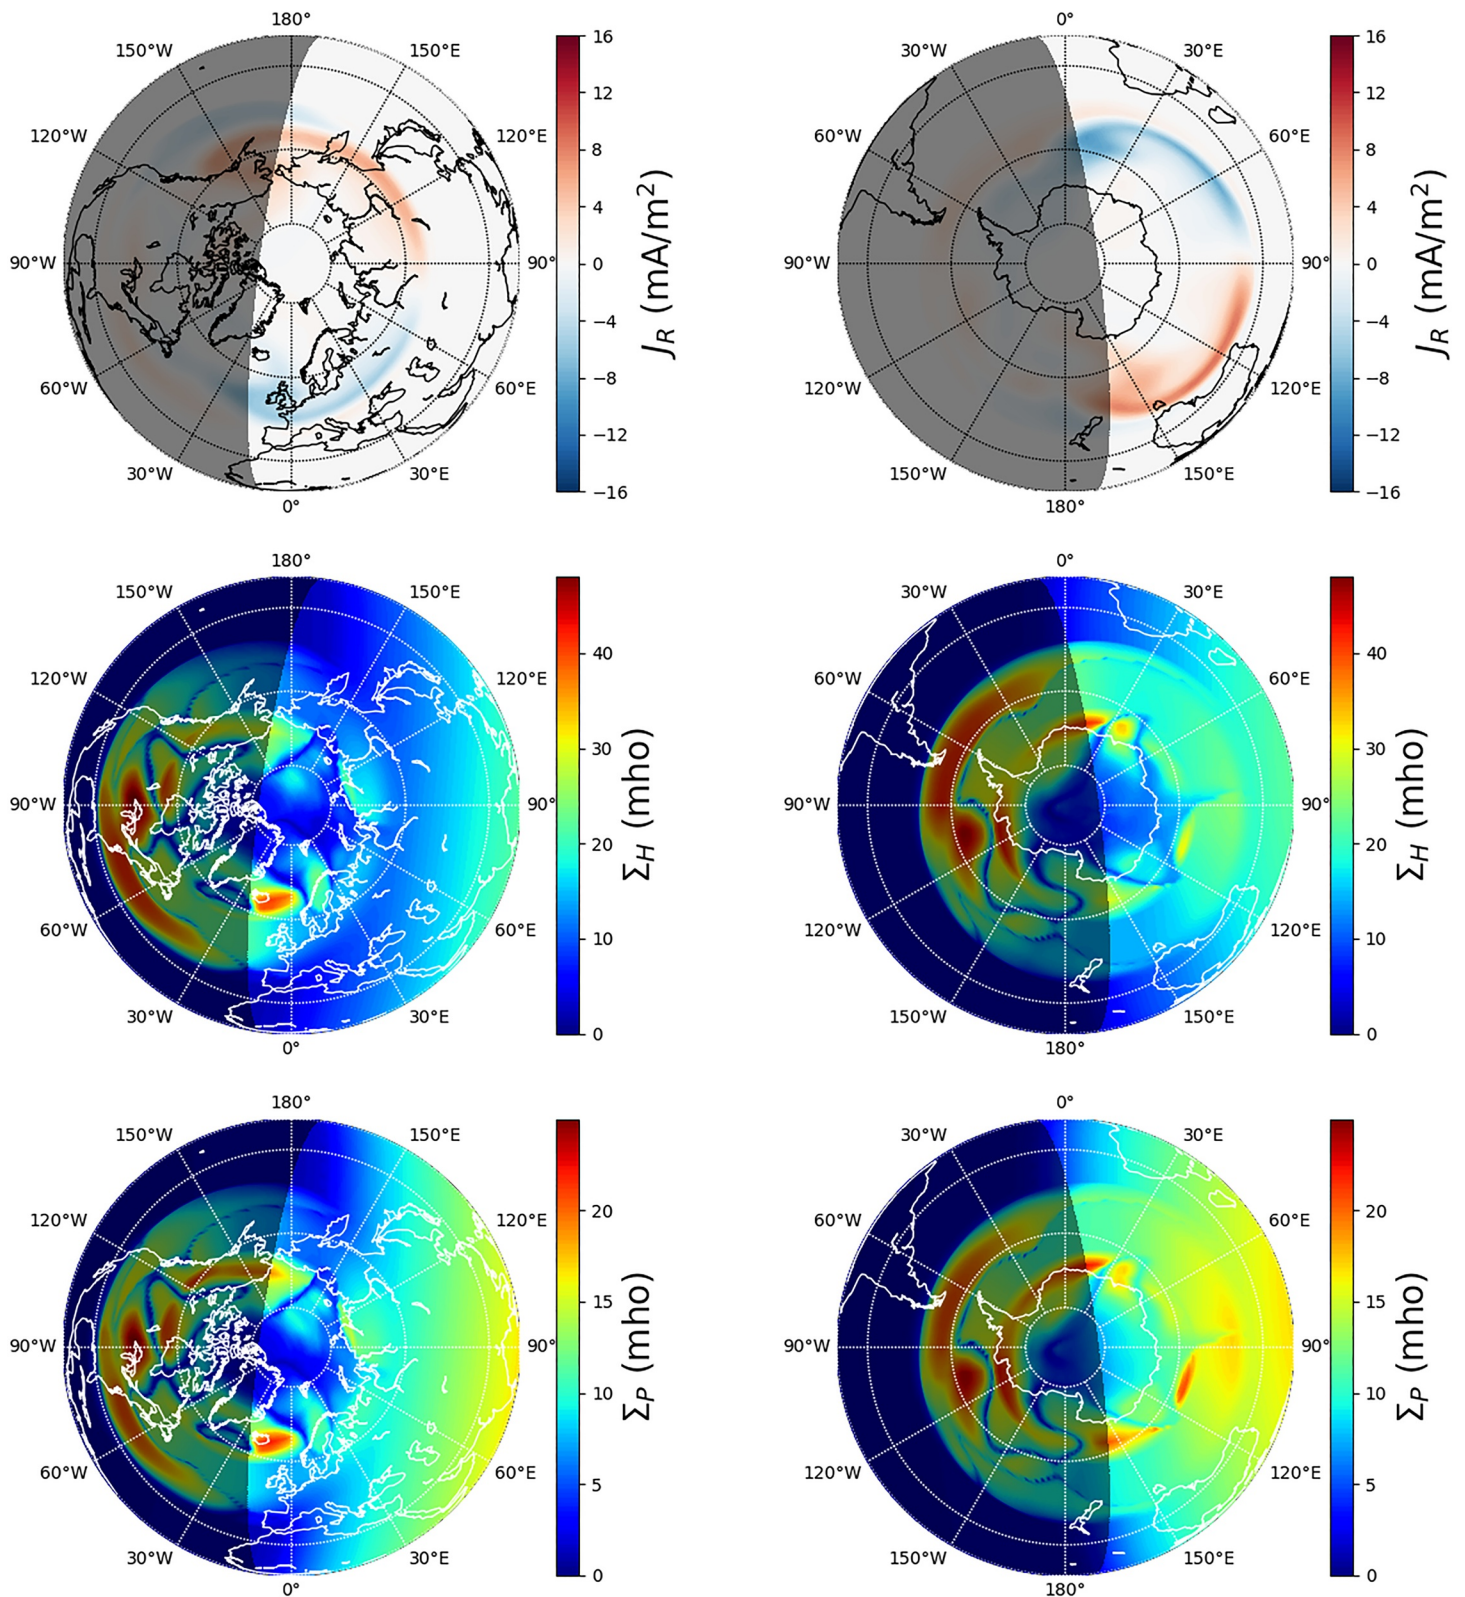 180° 0°
150°W 150°E 16 30°W 30°E 16
12 12
120°W 120°E 60°W 60°E
8 8
4 4
90°W 90° 0 J_R (mA/m²) 90°W 90° 0 J_R (mA/m²)
−4 −4
60°W 60°E −8 120°W 120°E −8
−12 −12
30°W 30°E 150°W 150°E
−16 −16
0° 180°
180° 0°
150°W 150°E 30°W 30°E
40 40
120°W 120°E 60°W 60°E
30 30
90°W 90° Σ_H (mho) 90°W 90° Σ_H (mho)
20 20
60°W 60°E 10 120°W 120°E 10
30°W 30°E 0 150°W 150°E 0
0° 180°
180° 0°
150°W 150°E 30°W 30°E
120°W 120°E 20 60°W 60°E 20
15 15
90°W 90° Σ_P (mho) 90°W 90° Σ_P (mho)
10 10
60°W 60°E 5 120°W 120°E 5
30°W 30°E 0 150°W 150°E 0
0° 180°